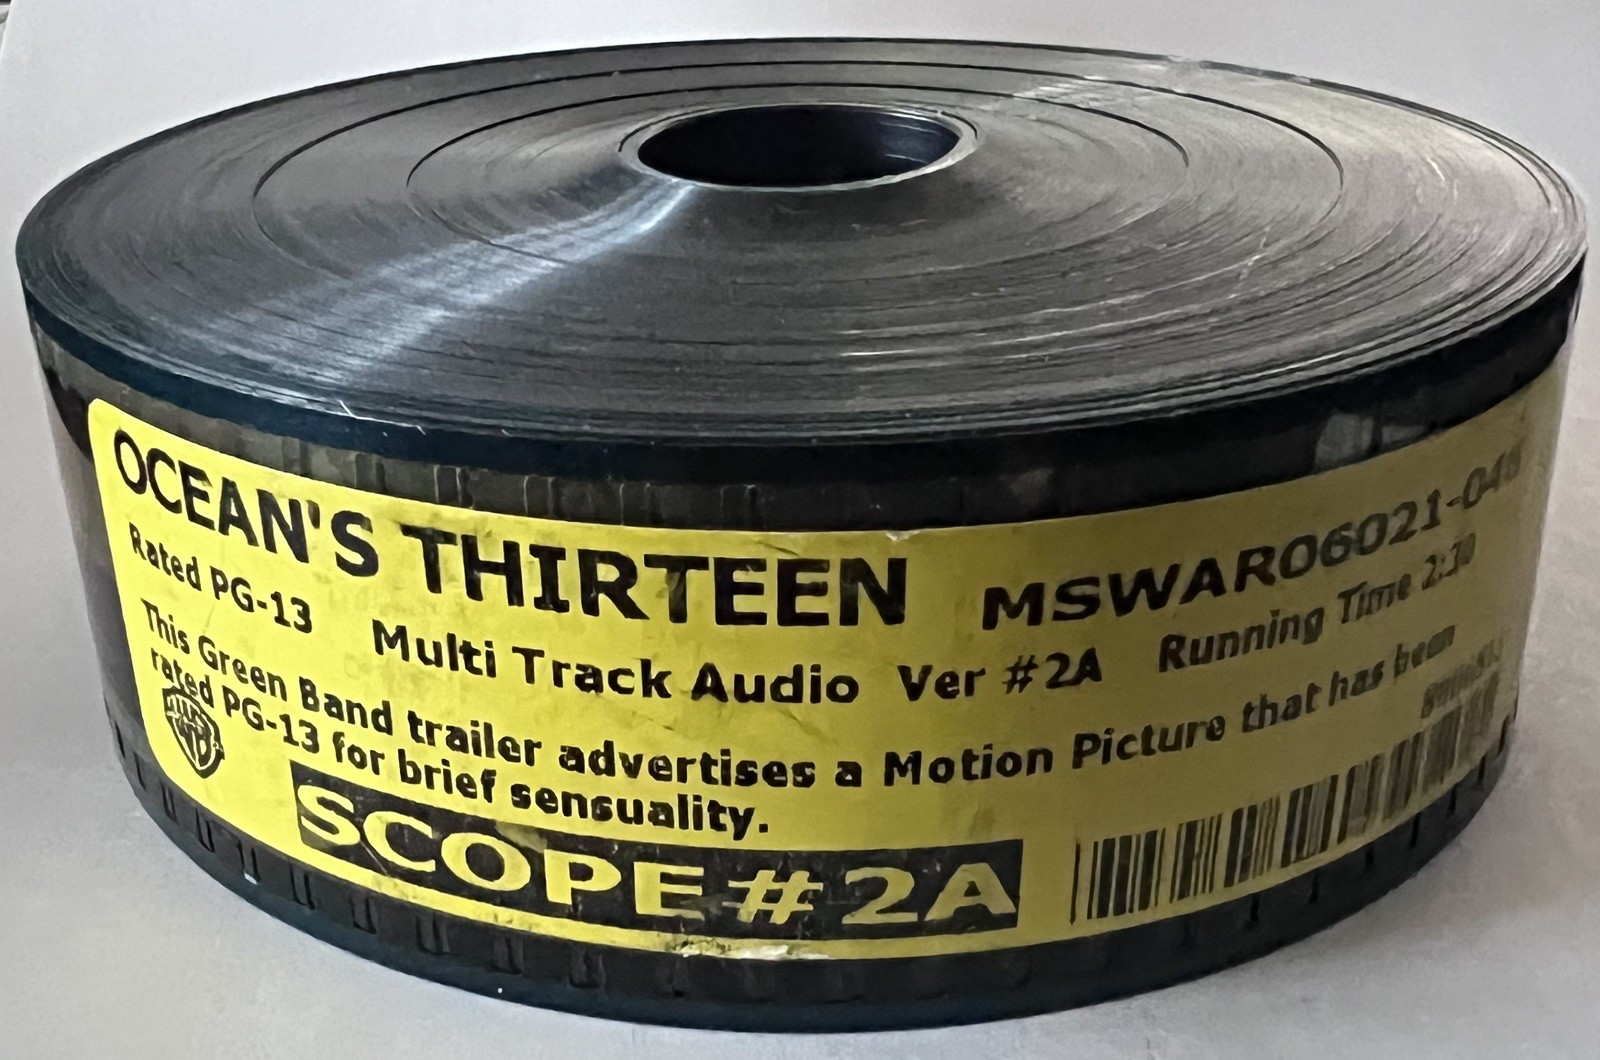 OCEAN'S THIRTEEN MSWAR06021-04
Rated PG-13 Multi Track Audio Ver #2A Running Time 2:30
This Green Band trailer advertises a Motion Picture that has been
rated PG-13 for brief sensuality.
WB
SCOPE #2A